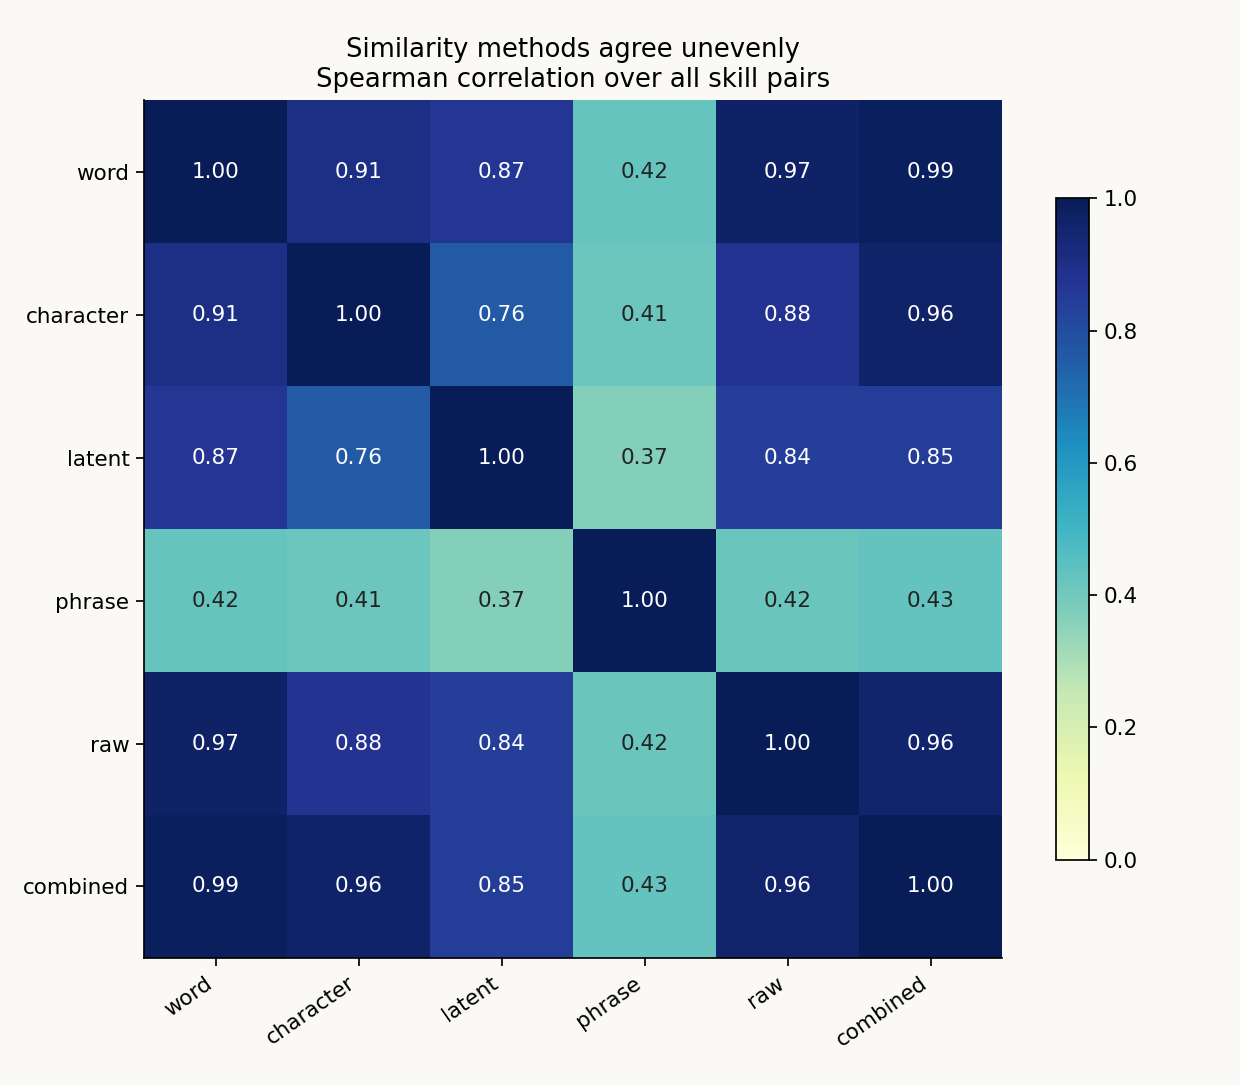 Similarity methods agree unevenly
Spearman correlation over all skill pairs
word 1.00 0.91 0.87 0.42 0.97 0.99
character 0.91 1.00 0.76 0.41 0.88 0.96
latent 0.87 0.76 1.00 0.37 0.84 0.85
phrase 0.42 0.41 0.37 1.00 0.42 0.43
raw 0.97 0.88 0.84 0.42 1.00 0.96
combined 0.99 0.96 0.85 0.43 0.96 1.00
word character latent phrase raw combined
1.0
0.8
0.6
0.4
0.2
0.0